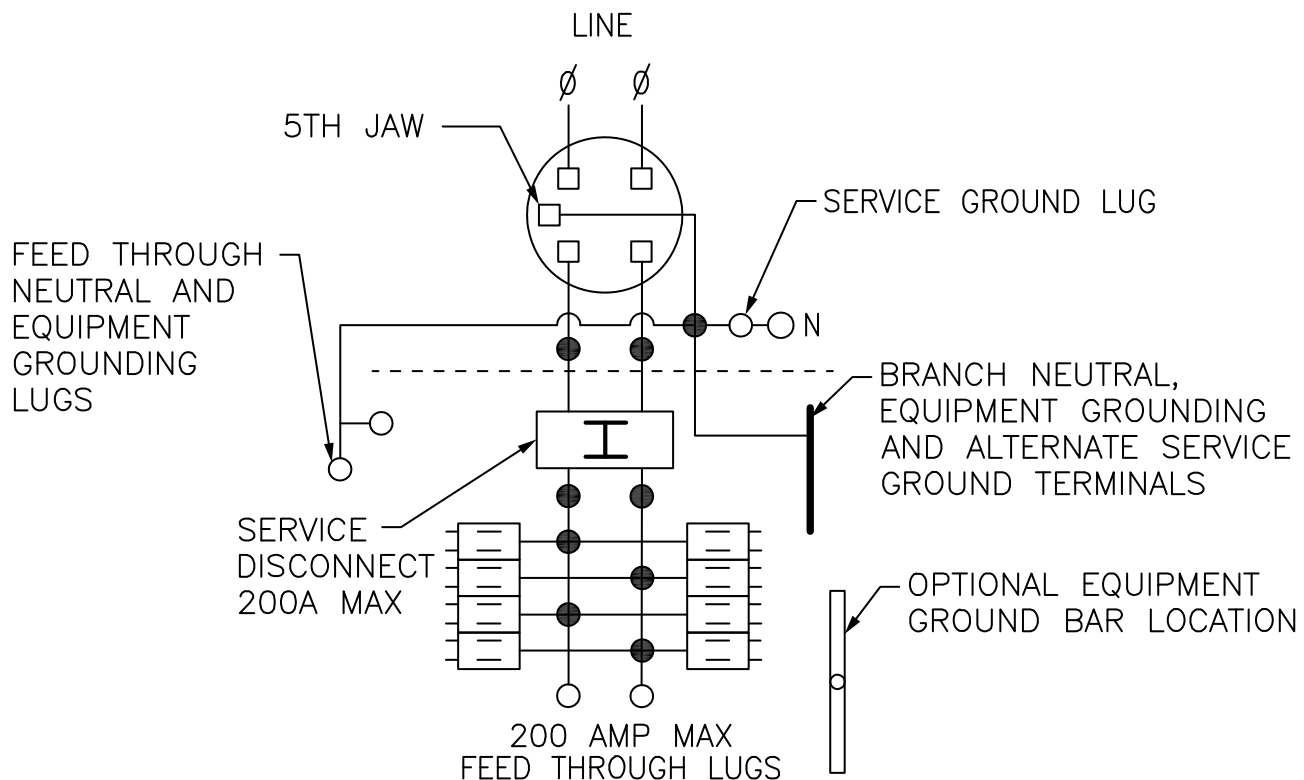 LINE
Ø Ø
5TH JAW
SERVICE GROUND LUG
FEED THROUGH
NEUTRAL AND
EQUIPMENT
GROUNDING
LUGS
N
BRANCH NEUTRAL,
EQUIPMENT GROUNDING
AND ALTERNATE SERVICE
GROUND TERMINALS
SERVICE
DISCONNECT
200A MAX
OPTIONAL EQUIPMENT
GROUND BAR LOCATION
200 AMP MAX
FEED THROUGH LUGS